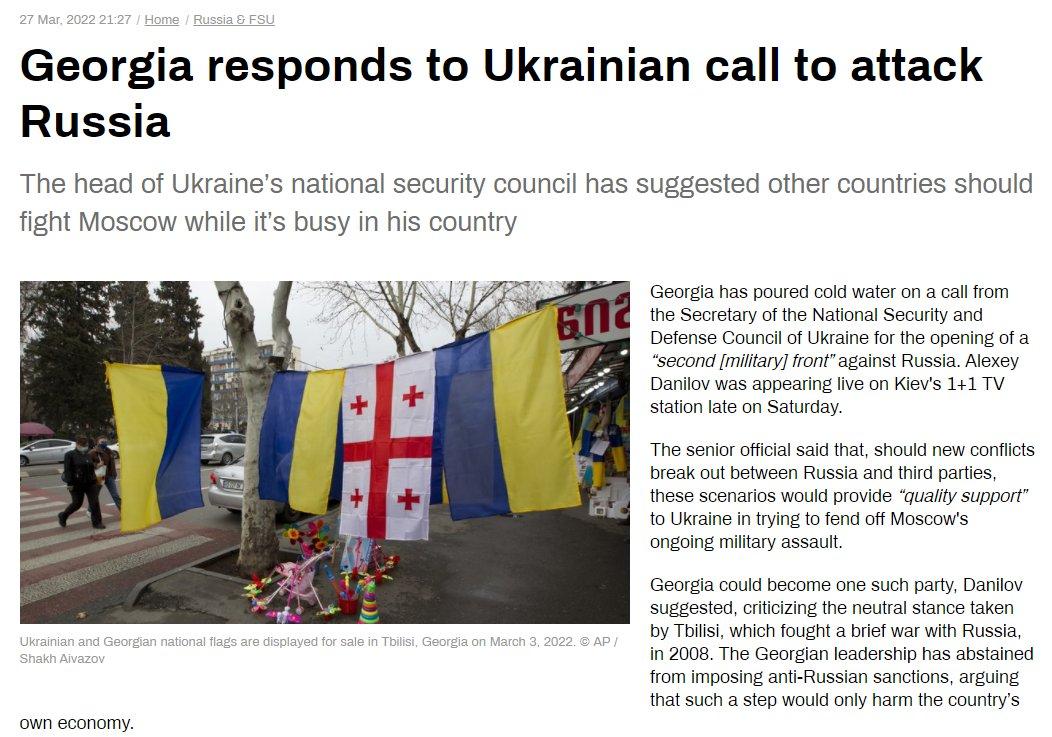 27 Mar, 2022 21:27 / Home / Russia & FSU
Georgia responds to Ukrainian call to attack
Russia
The head of Ukraine’s national security council has suggested other countries should
fight Moscow while it’s busy in his country
Georgia has poured cold water on a call from
the Secretary of the National Security and
Defense Council of Ukraine for the opening of a
“second [military] front” against Russia. Alexey
Danilov was appearing live on Kiev's 1+1 TV
station late on Saturday.
The senior official said that, should new conflicts
break out between Russia and third parties,
these scenarios would provide “quality support”
to Ukraine in trying to fend off Moscow's
ongoing military assault.
Georgia could become one such party, Danilov
suggested, criticizing the neutral stance taken
by Tbilisi, which fought a brief war with Russia,
in 2008. The Georgian leadership has abstained
from imposing anti-Russian sanctions, arguing
that such a step would only harm the country’s
own economy.
Ukrainian and Georgian national flags are displayed for sale in Tbilisi, Georgia on March 3, 2022. © AP /
Shakh Aivazov